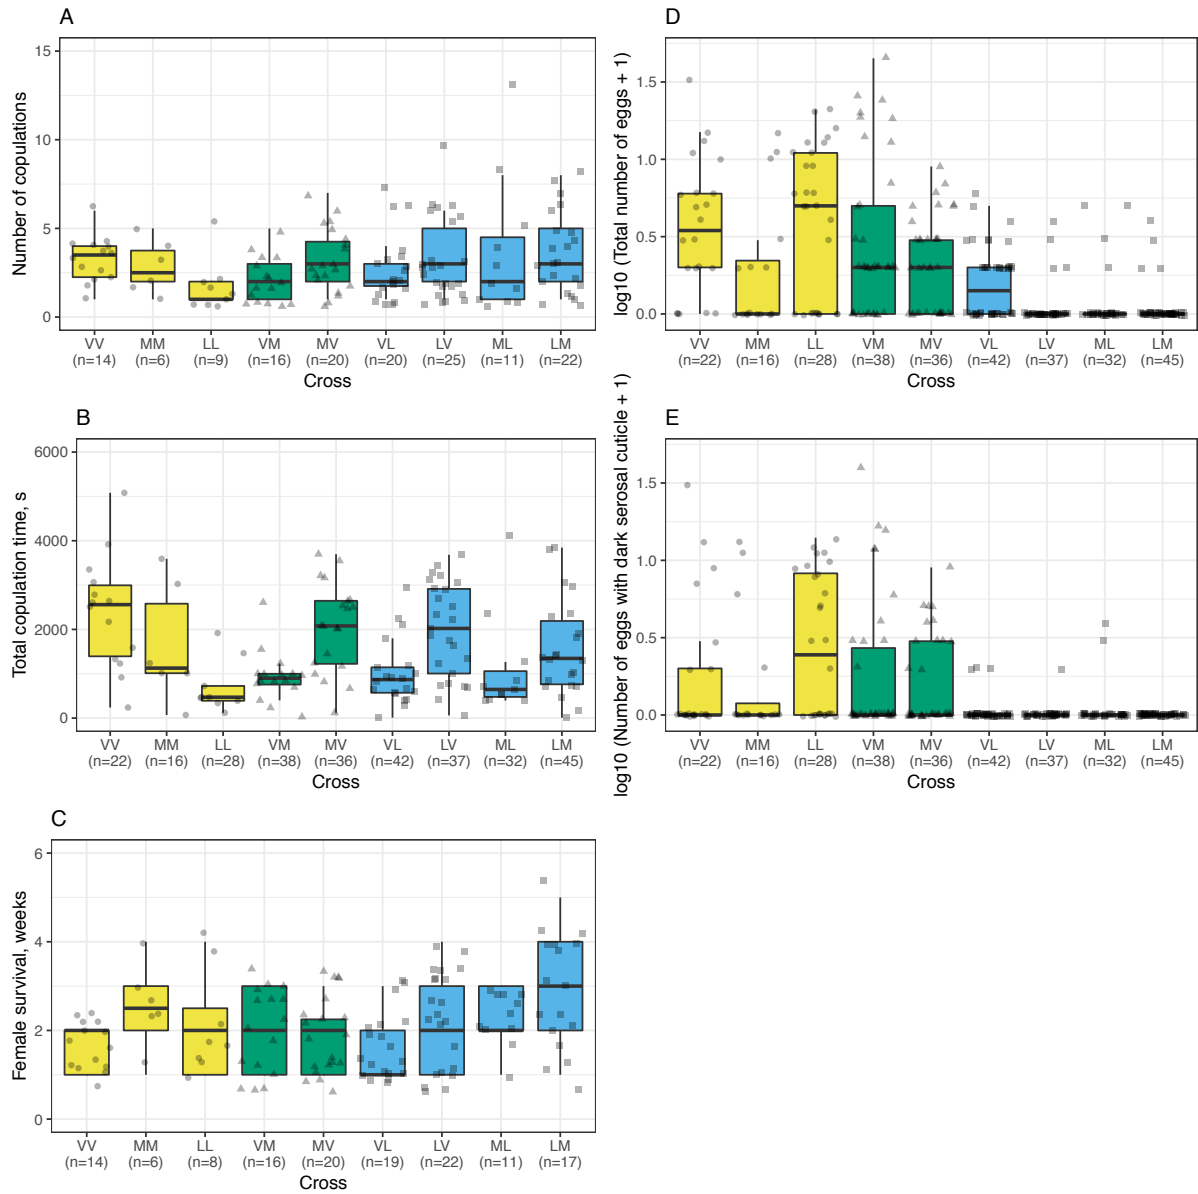 A
Number of copulations
15
10
5
0
VV MM LL VM MV VL LV ML LM
(n=14) (n=6) (n=9) (n=16) (n=20) (n=20) (n=25) (n=11) (n=22)
Cross
B
Total copulation time, s
6000
4000
2000
0
VV MM LL VM MV VL LV ML LM
(n=22) (n=16) (n=28) (n=38) (n=36) (n=42) (n=37) (n=32) (n=45)
Cross
C
Female survival, weeks
6
4
2
0
VV MM LL VM MV VL LV ML LM
(n=14) (n=6) (n=8) (n=16) (n=20) (n=19) (n=22) (n=11) (n=17)
Cross
D
log10 (Total number of eggs + 1)
1.5
1.0
0.5
0.0
VV MM LL VM MV VL LV ML LM
(n=22) (n=16) (n=28) (n=38) (n=36) (n=42) (n=37) (n=32) (n=45)
Cross
E
log10 (Number of eggs with dark serosal cuticle + 1)
1.5
1.0
0.5
0.0
VV MM LL VM MV VL LV ML LM
(n=22) (n=16) (n=28) (n=38) (n=36) (n=42) (n=37) (n=32) (n=45)
Cross